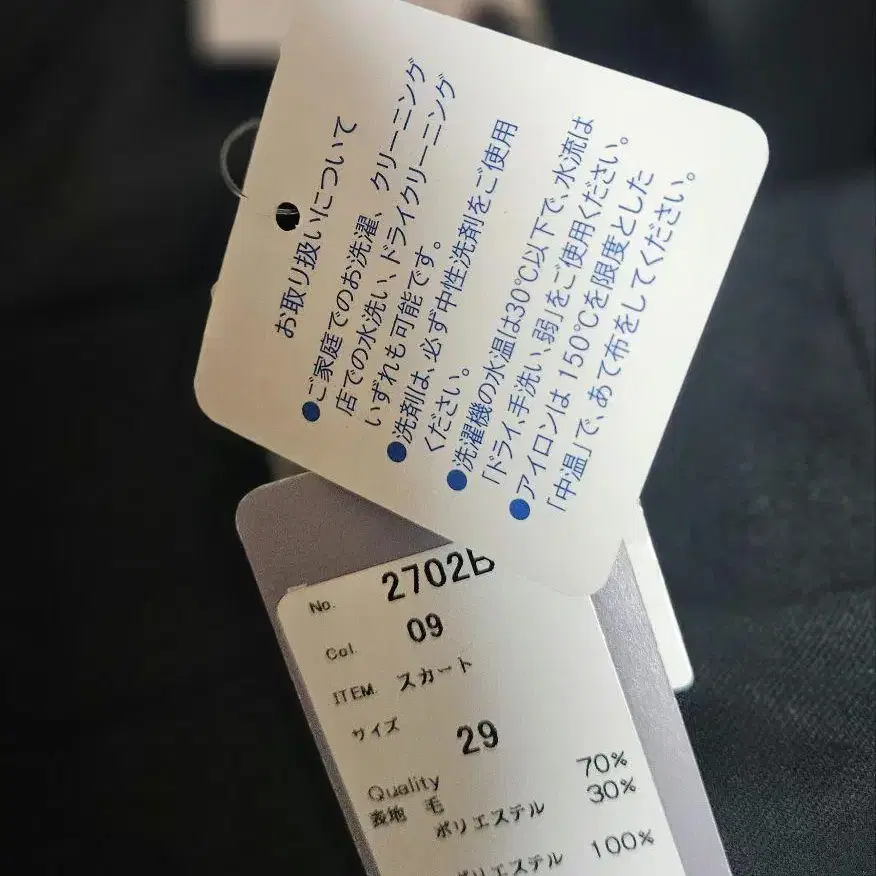 お取り扱いについて
●ご家庭でのお洗濯、クリーニング
店での水洗い、ドライクリーニング
いずれも可能です。
●洗剤は、必ず中性洗剤をご使用
ください。
●洗濯機の水温は30℃以下で、水流は
「ドライ、手洗い、弱」をご使用ください。
●アイロンは 150℃を限度とした
「中温」で、あて布をしてください。
No. 2702
Col. 09
ITEM. スカート
サイズ 29
Quality
表地 毛 70%
ポリエステル 30%
ポリエステル 100%